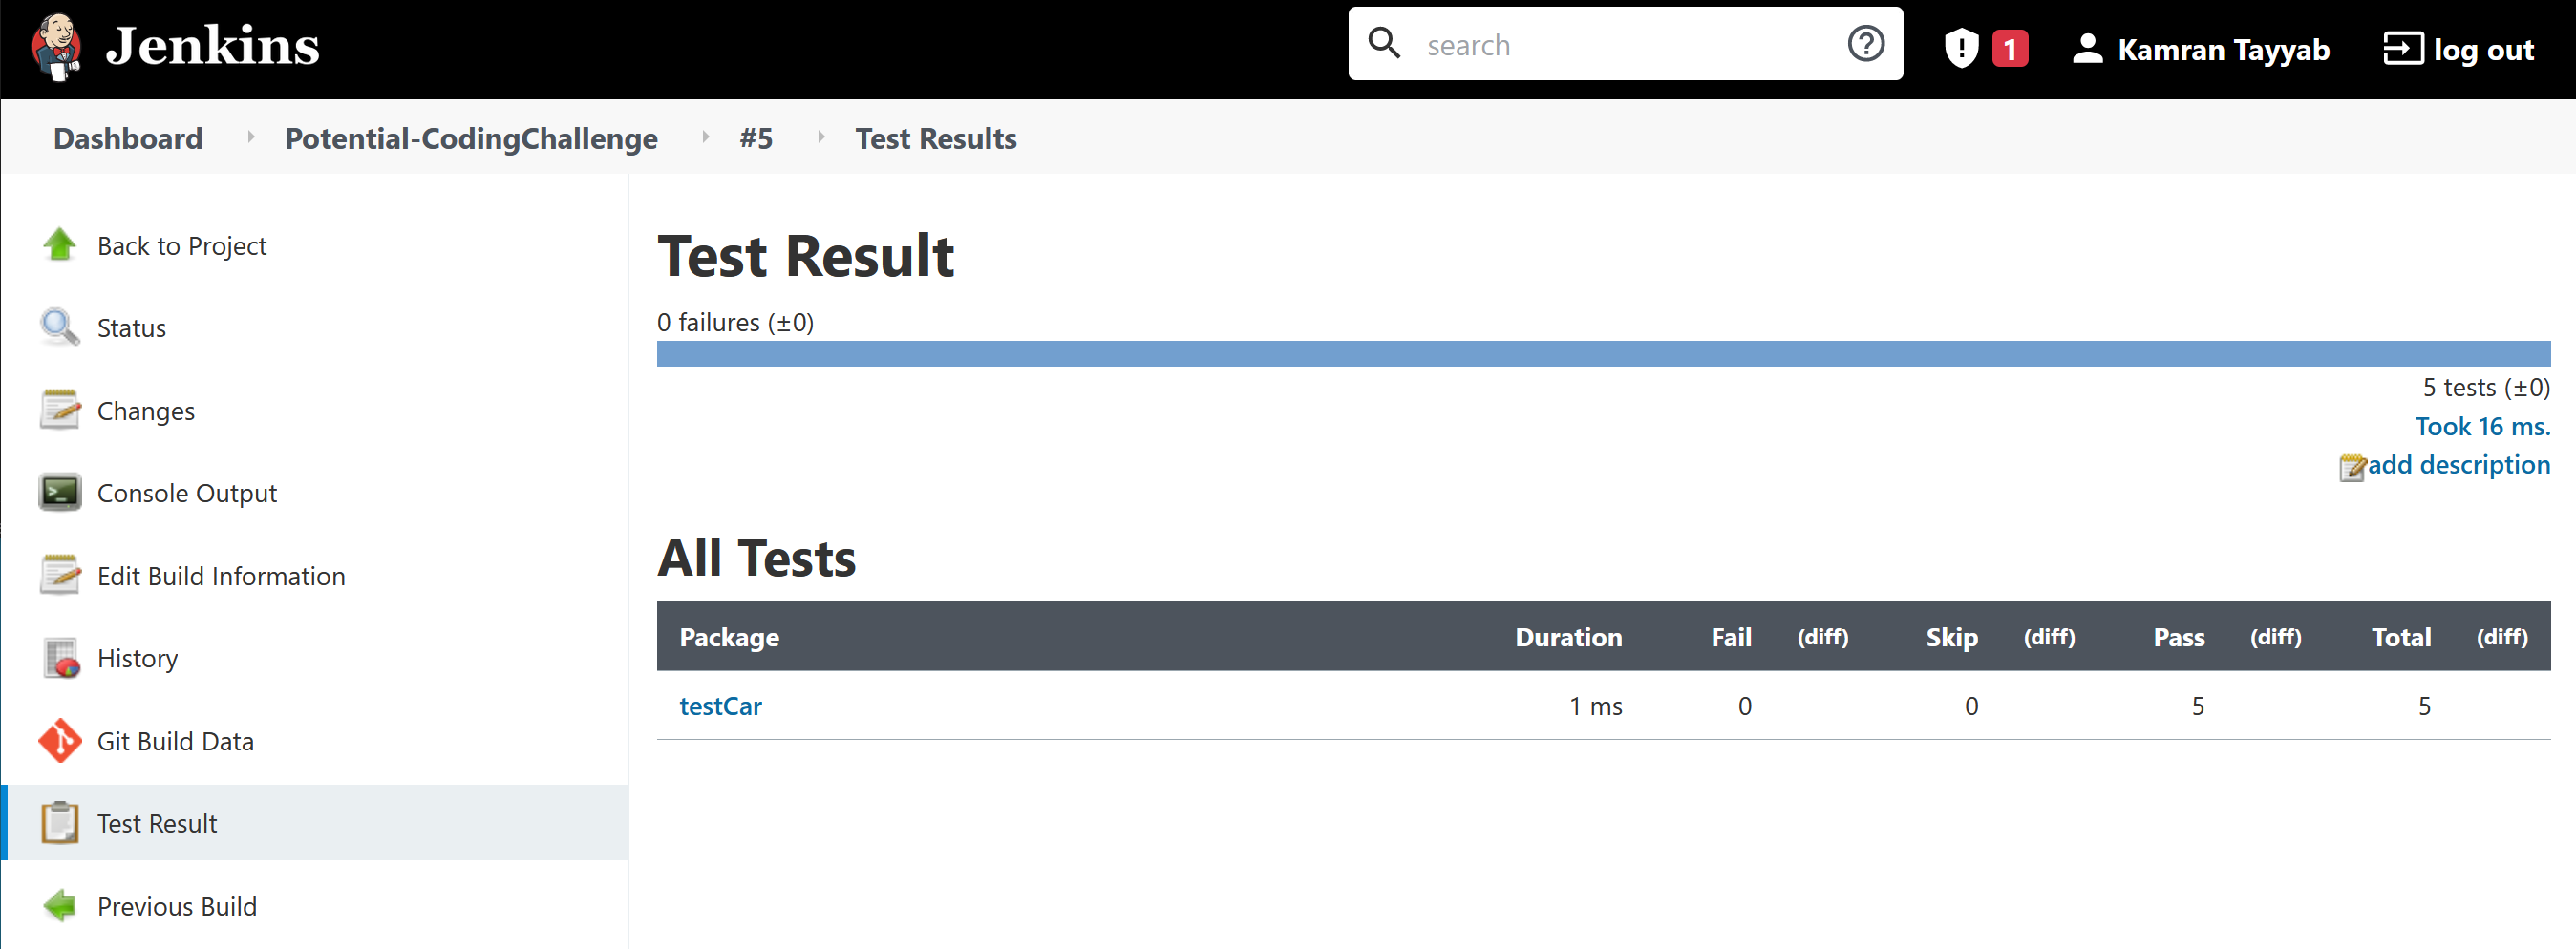 Jenkins
search
1
Kamran Tayyab
log out
Dashboard Potential-CodingChallenge #5 Test Results
Back to Project
Status
Changes
Console Output
Edit Build Information
History
Git Build Data
Test Result
Previous Build
Test Result
0 failures (±0)
5 tests (±0)
Took 16 ms.
add description
All Tests
Package Duration Fail (diff) Skip (diff) Pass (diff) Total (diff)
testCar 1 ms 0 0 5 5